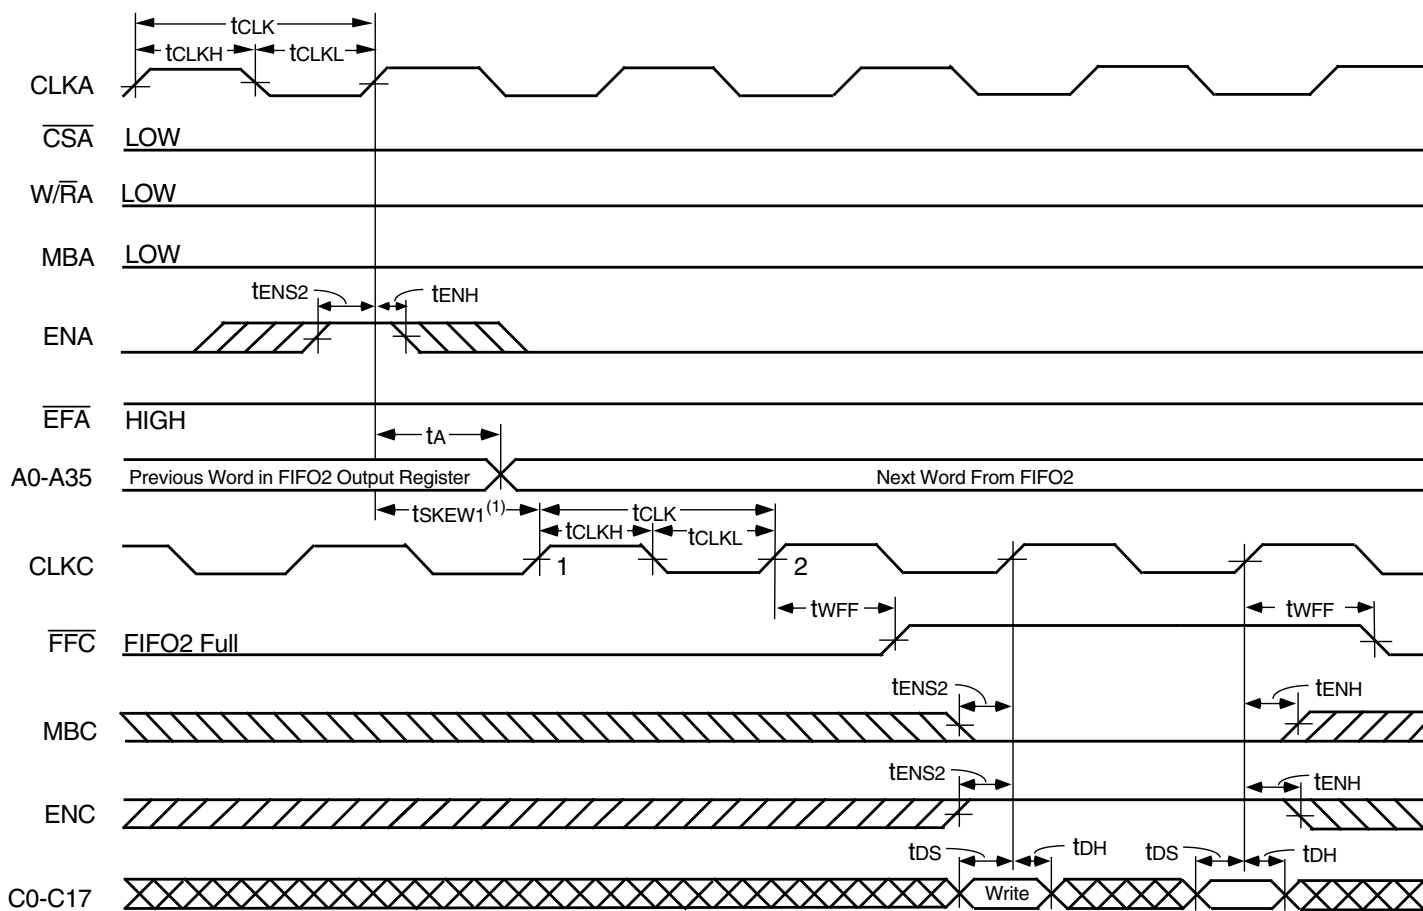 tCLK
tCLKH tCLKL
CLKA
CSA LOW
W/RA LOW
MBA LOW
tENS2 tENH
ENA
EFA HIGH
tA
A0-A35 Previous Word in FIFO2 Output Register Next Word From FIFO2
tSKEW1(1) tCLK
tCLKH tCLKL
CLKC 1 2
tWFF tWFF
FFC FIFO2 Full
tENS2 tENH
MBC
tENS2 tENH
ENC
tDS tDH tDS tDH
C0-C17 Write